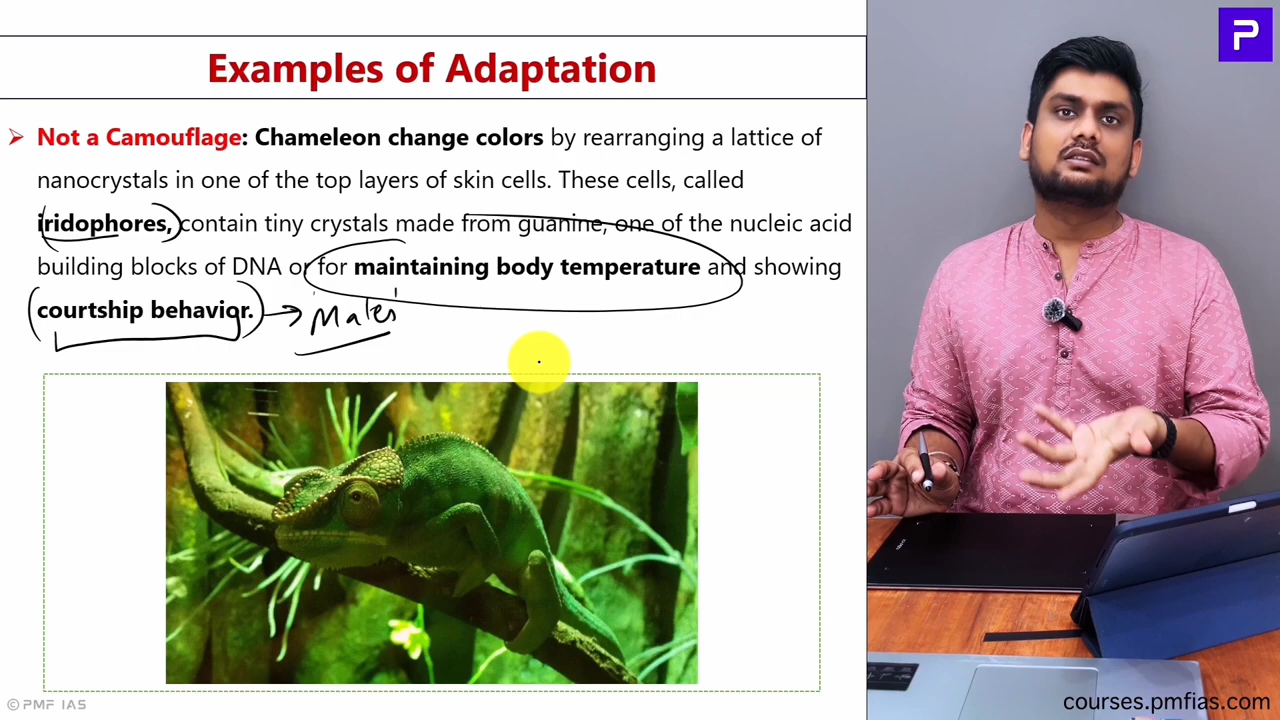 Examples of Adaptation
➢ Not a Camouflage: Chameleon change colors by rearranging a lattice of
nanocrystals in one of the top layers of skin cells. These cells, called
iridophores, contain tiny crystals made from guanine, one of the nucleic acid
building blocks of DNA or for maintaining body temperature and showing
courtship behavior. → Males
© PMF IAS
P
courses.pmfias.com